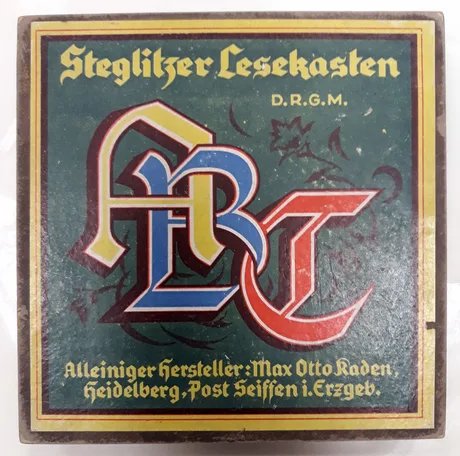 Steglitzer Lesekasten
D.R.G.M.
ABC
Alleiniger Hersteller: Max Otto Kaden,
Heidelberg, Post Seiffen i. Erzgeb.